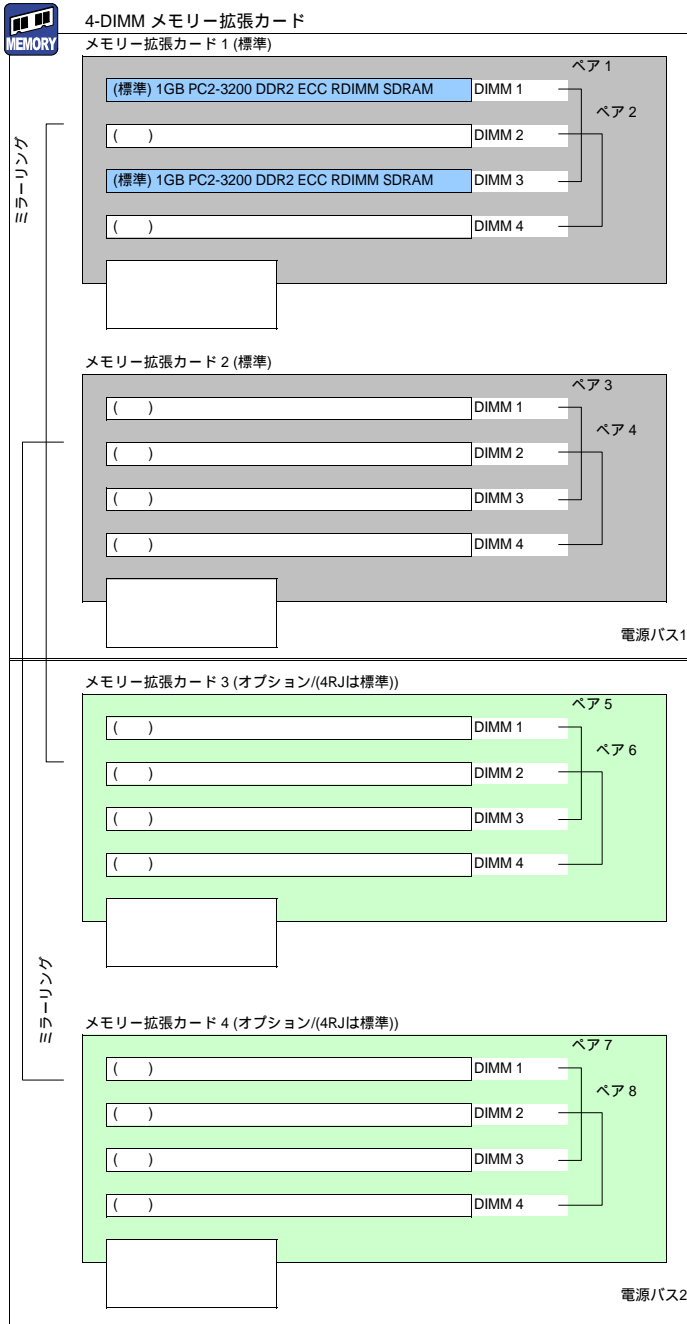 MEMORY
4-DIMM メモリー拡張カード
メモリー拡張カード 1 (標準)
ペア 1
(標準) 1GB PC2-3200 DDR2 ECC RDIMM SDRAM DIMM 1
ペア 2
( ) DIMM 2
ミラーリング
(標準) 1GB PC2-3200 DDR2 ECC RDIMM SDRAM DIMM 3
( ) DIMM 4
メモリー拡張カード 2 (標準)
ペア 3
( ) DIMM 1
ペア 4
( ) DIMM 2
( ) DIMM 3
( ) DIMM 4
電源バス1
メモリー拡張カード 3 (オプション/(4RJは標準))
ペア 5
( ) DIMM 1
ペア 6
( ) DIMM 2
( ) DIMM 3
( ) DIMM 4
ミラーリング
メモリー拡張カード 4 (オプション/(4RJは標準))
ペア 7
( ) DIMM 1
ペア 8
( ) DIMM 2
( ) DIMM 3
( ) DIMM 4
電源バス2